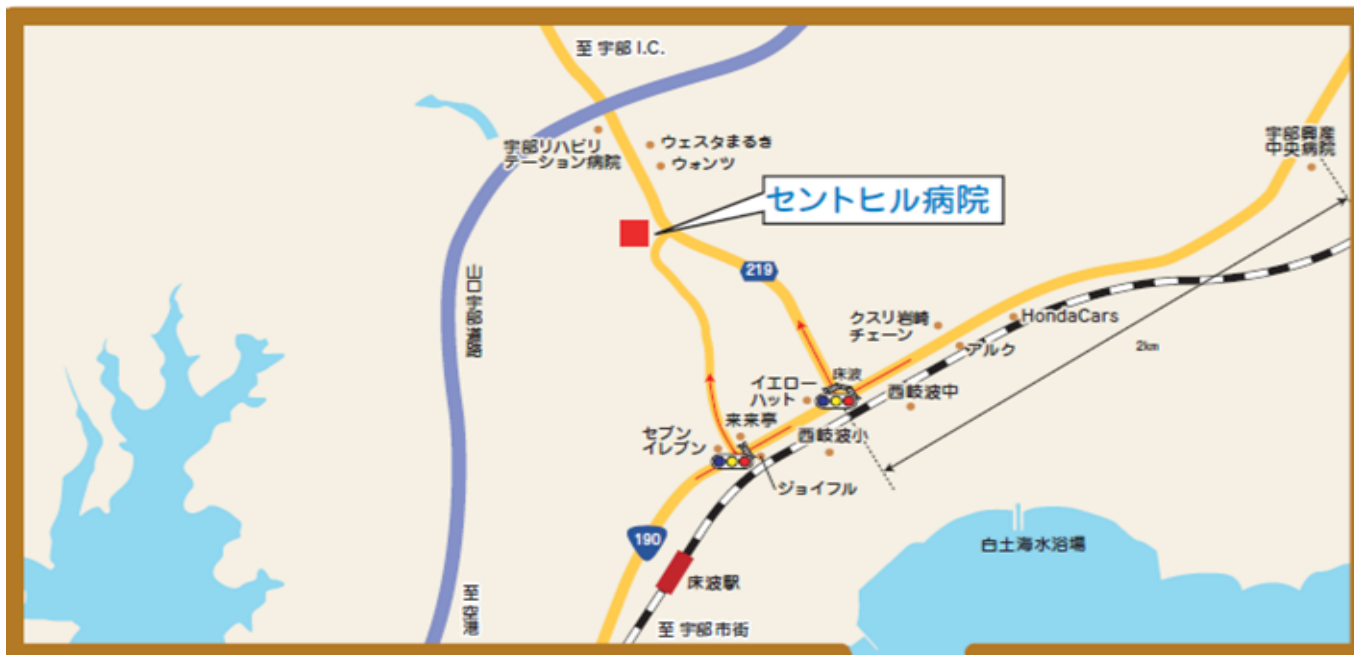 至 宇部 I.C.
宇部リハビリ
テーション病院
ウェスタまるき
ウォンツ
宇部興産
中央病院
セントヒル病院
219
山口宇部道路
クスリ岩崎
チェーン
HondaCars
アルク
2km
床波
イエロー
ハット
西岐波中
来来亭
セブン
イレブン
西岐波小
ジョイフル
190
白土海水浴場
床波駅
至 空港
至 宇部市街